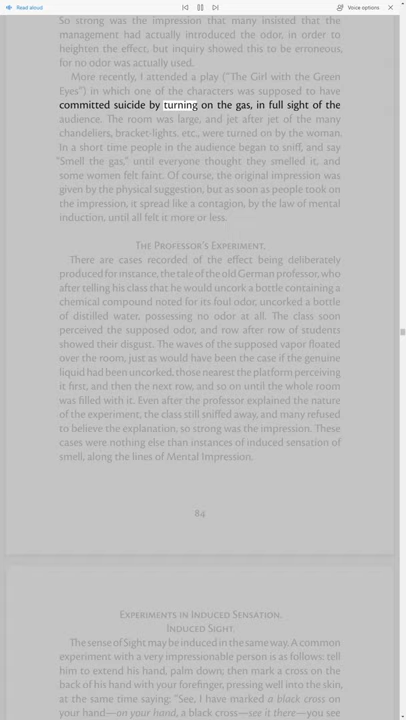 Read aloud
Voice options
So strong was the impression that many insisted that the
management had actually introduced the odor, in order to
heighten the effect, but inquiry showed this to be erroneous,
for no odor was actually used.
More recently, I attended a play ("The Girl with the Green
Eyes") in which one of the characters was supposed to have
committed suicide by turning on the gas, in full sight of the
audience. The room was large, and jet after jet of the many
chandeliers, bracket-lights. etc., were turned on by the woman.
In a short time people in the audience began to sniff, and say
"Smell the gas," until everyone thought they smelled it, and
some women felt faint. Of course, the original impression was
given by the physical suggestion, but as soon as people took on
the impression, it spread like a contagion, by the law of mental
induction, until all felt it more or less.
The Professor's Experiment.
There are cases recorded of the effect being deliberately
produced for instance, the tale of the old German professor, who
after telling his class that he would uncork a bottle containing a
chemical compound noted for its foul odor, uncorked a bottle
of distilled water, possessing no odor at all. The class soon
perceived the supposed odor, and row after row of students
showed their disgust. The waves of the supposed vapor floated
over the room, just as would have been the case if the genuine
liquid had been uncorked, those nearest the platform perceiving
it first, and then the next row, and so on until the whole room
was filled with it. Even after the professor explained the nature
of the experiment, the class still sniffed away, and many refused
to believe the explanation, so strong was the impression. These
cases were nothing else than instances of induced sensation of
smell, along the lines of Mental Impression.
84
Experiments in Induced Sensation.
Induced Sight.
The sense of Sight may be induced in the same way. A common
experiment with a very impressionable person is as follows: tell
him to extend his hand, palm down, then mark a cross on the
back of his hand with your forefinger, pressing well into the skin,
at the same time saying: "See, I have marked a black cross on
your hand—on your hand, a black cross—see it there—you see